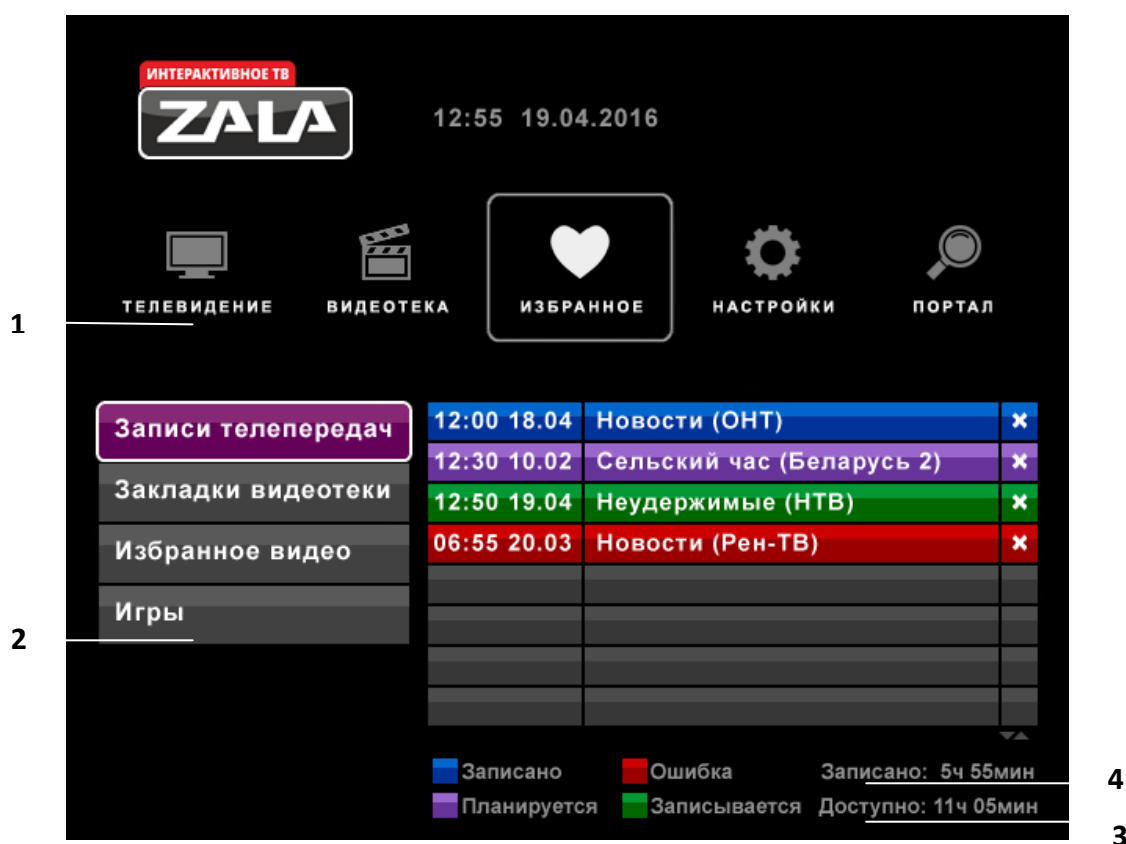 ИНТЕРАКТИВНОЕ ТВ
ZALA
12:55 19.04.2016
ТЕЛЕВИДЕНИЕ ВИДЕОТЕКА ИЗБРАННОЕ НАСТРОЙКИ ПОРТАЛ
1
Записи телепередач
Закладки видеотеки
Избранное видео
Игры
2
12:00 18.04 Новости (ОНТ) ×
12:30 10.02 Сельский час (Беларусь 2) ×
12:50 19.04 Неудержимые (НТВ) ×
06:55 20.03 Новости (Рен-ТВ) ×
Записано Ошибка Записано: 5ч 55мин
4
Планируется Записывается Доступно: 11ч 05мин
3